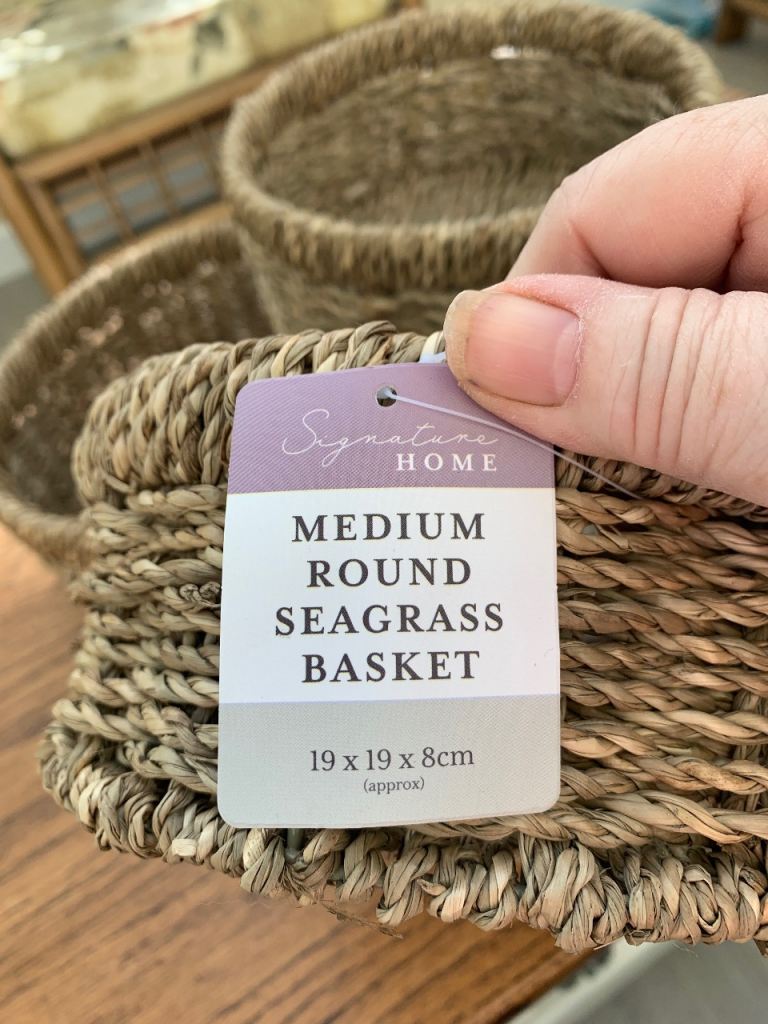 Signature
HOME
MEDIUM
ROUND
SEAGRASS
BASKET
19 x 19 x 8cm
(approx)